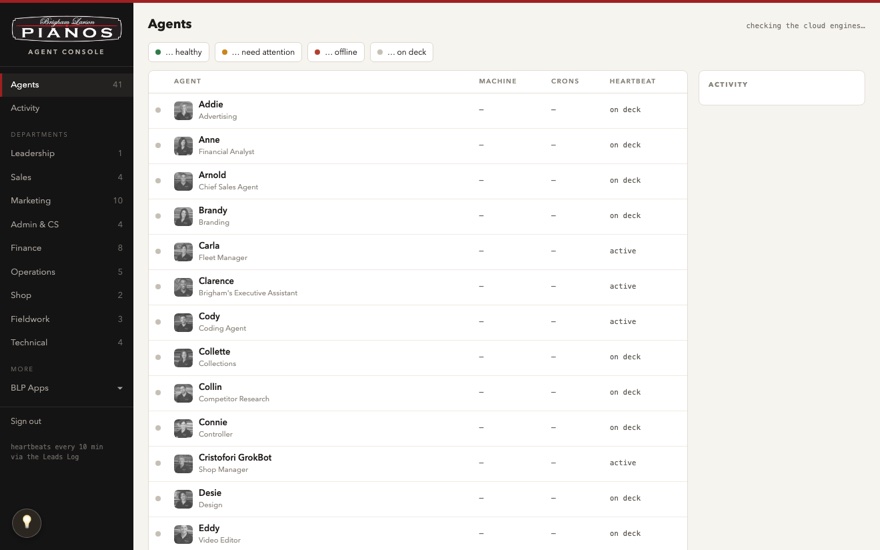 Brigham Larson
PIANOS
AGENT CONSOLE
Agents 41
Activity
DEPARTMENTS
Leadership 1
Sales 4
Marketing 10
Admin & CS 4
Finance 8
Operations 5
Shop 2
Fieldwork 3
Technical 4
MORE
BLP Apps
Sign out
heartbeats every 10 min
via the Leads Log
Agents
checking the cloud engines…
… healthy
… need attention
… offline
… on deck
AGENT MACHINE CRONS HEARTBEAT
Addie
Advertising
— — on deck
Anne
Financial Analyst
— — on deck
Arnold
Chief Sales Agent
— — on deck
Brandy
Branding
— — on deck
Carla
Fleet Manager
— — active
Clarence
Brigham's Executive Assistant
— — active
Cody
Coding Agent
— — active
Collette
Collections
— — on deck
Collin
Competitor Research
— — on deck
Connie
Controller
— — on deck
Cristofori GrokBot
Shop Manager
— — active
Desie
Design
— — on deck
Eddy
Video Editor
— — on deck
ACTIVITY